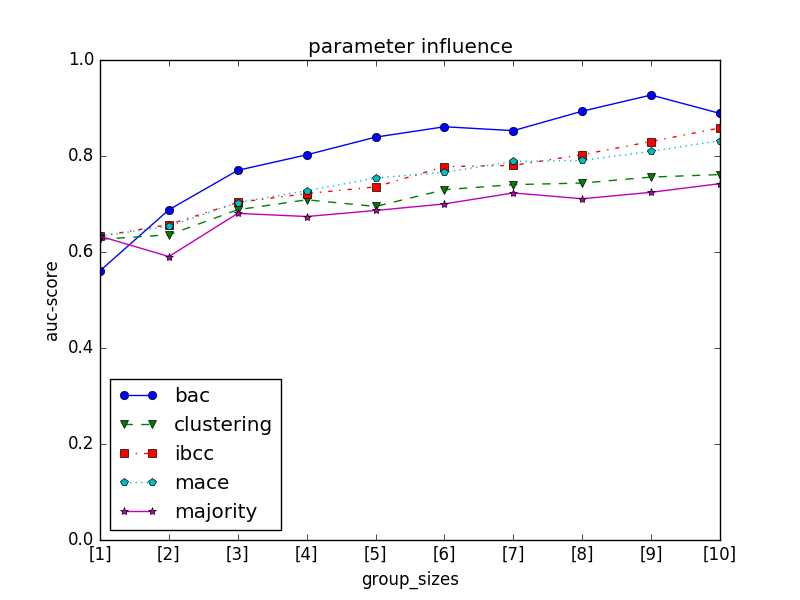 parameter influence
1.0
0.8
0.6
0.4
0.2
0.0
auc-score
bac
clustering
ibcc
mace
majority
[1] [2] [3] [4] [5] [6] [7] [8] [9] [10]
group_sizes